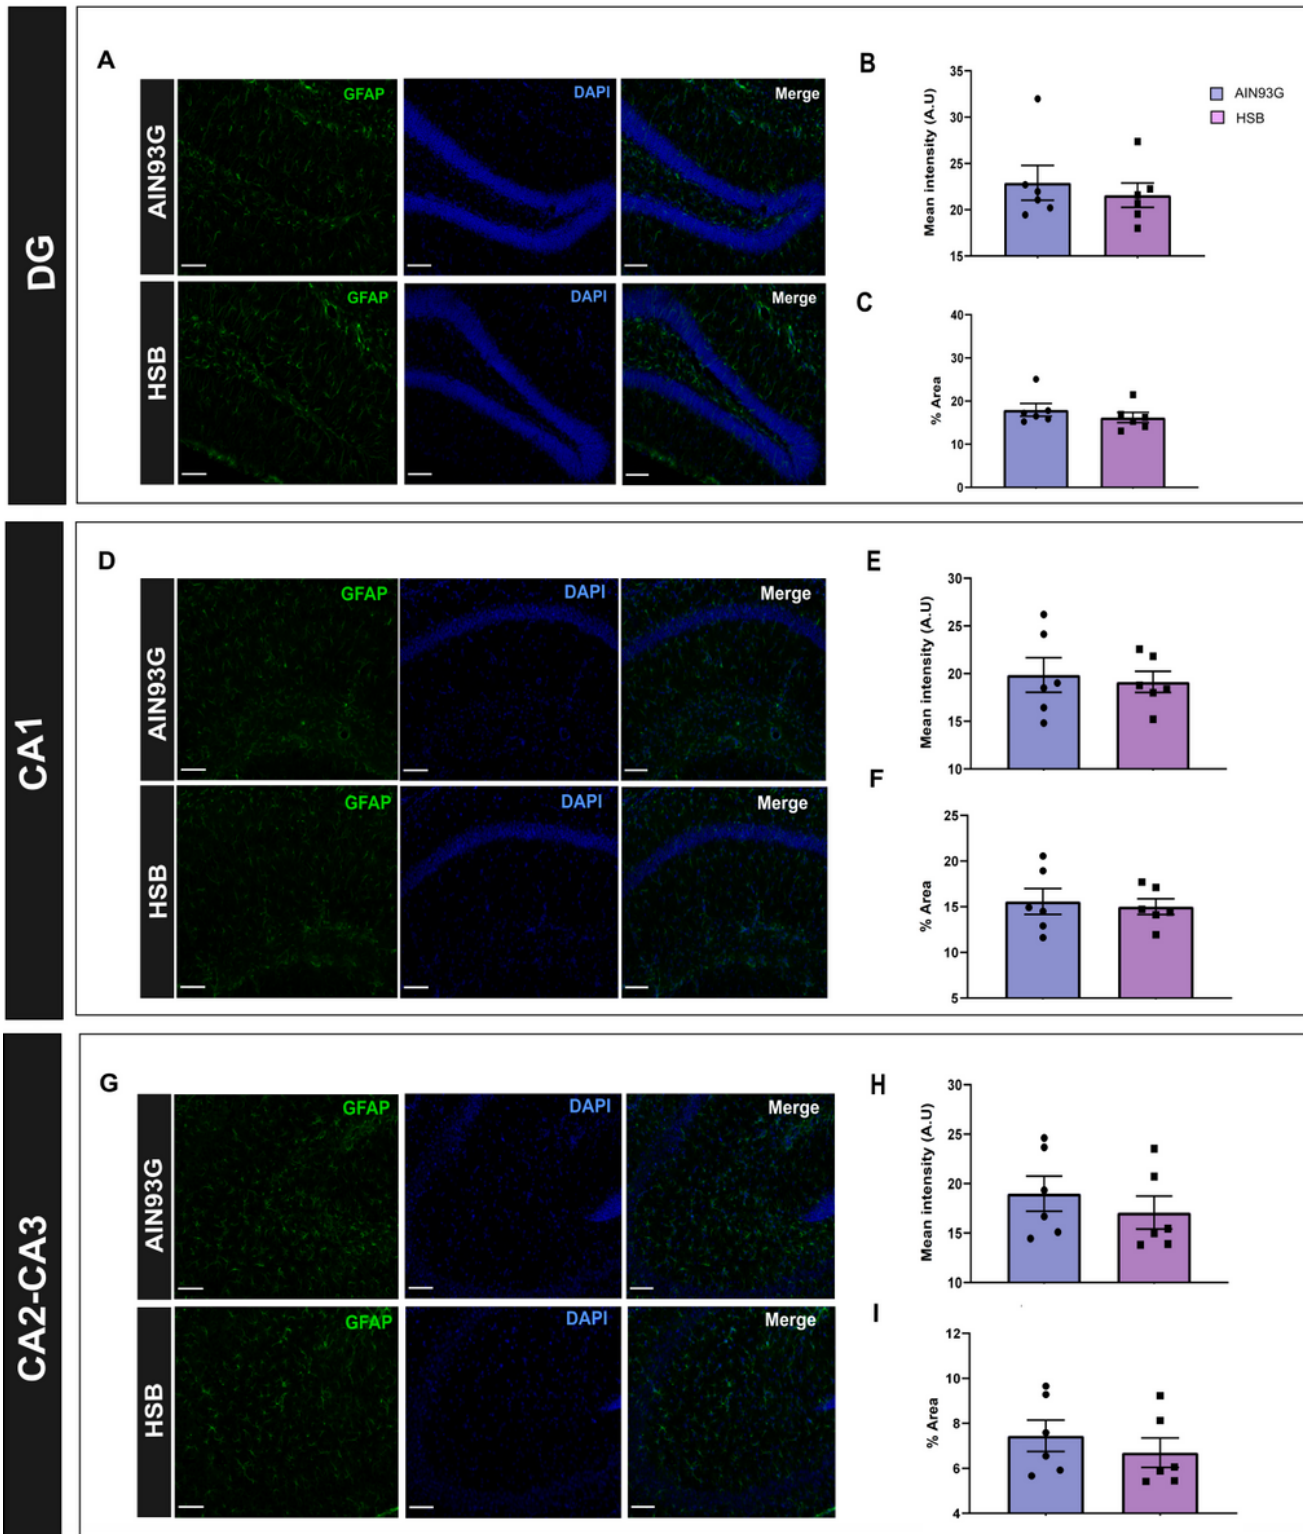 DG
A
AIN93G
GFAP
DAPI
Merge
HSB
GFAP
DAPI
Merge
B
Mean intensity (A.U)
35
30
25
20
15
AIN93G
HSB
C
% Area
40
30
20
10
0
CA1
D
AIN93G
GFAP
DAPI
Merge
HSB
GFAP
DAPI
Merge
E
Mean intensity (A.U)
30
25
20
15
10
F
% Area
25
20
15
10
5
CA2-CA3
G
AIN93G
GFAP
DAPI
Merge
HSB
GFAP
DAPI
Merge
H
Mean intensity (A.U)
30
25
20
15
10
I
% Area
12
10
8
6
4